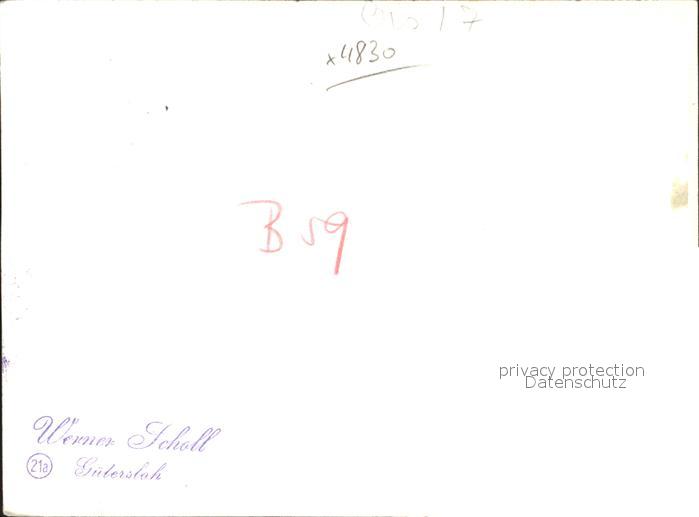 x4830
B 59
privacy protection
Datenschutz
Werner Scholl
21a Gütersloh